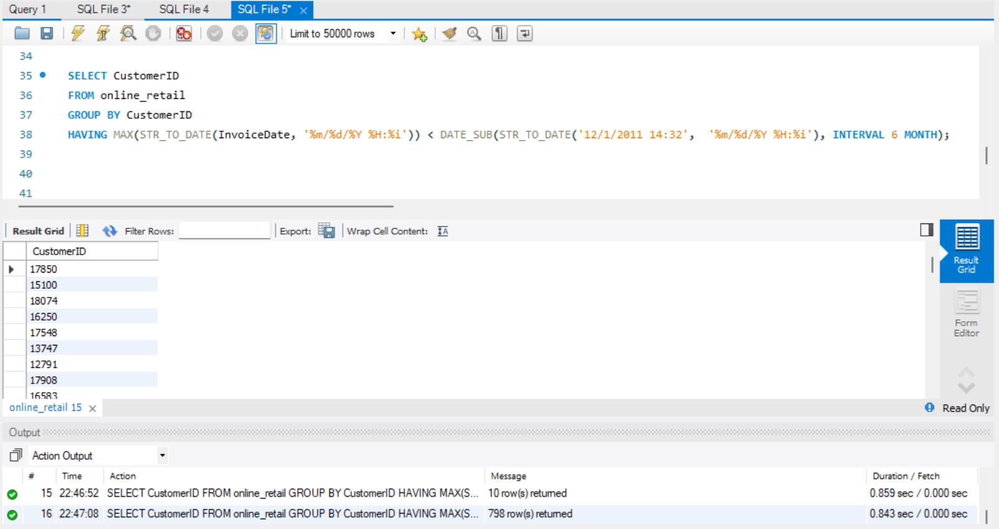 Query 1 SQL File 3* SQL File 4 SQL File 5*
Limit to 50000 rows
34
35 SELECT CustomerID
36 FROM online_retail
37 GROUP BY CustomerID
38 HAVING MAX(STR_TO_DATE(InvoiceDate, '%m/%d/%Y %H:%i')) < DATE_SUB(STR_TO_DATE('12/1/2011 14:32', '%m/%d/%Y %H:%i'), INTERVAL 6 MONTH);
39
40
41
Result Grid Filter Rows: Export: Wrap Cell Content:
CustomerID
17850
15100
18074
16250
17548
13747
12791
17908
16583
Result
Grid
Form
Editor
online_retail 15 Read Only
Output
Action Output
# Time Action Message Duration / Fetch
15 22:46:52 SELECT CustomerID FROM online_retail GROUP BY CustomerID HAVING MAX(S... 10 row(s) returned 0.859 sec / 0.000 sec
16 22:47:08 SELECT CustomerID FROM online_retail GROUP BY CustomerID HAVING MAX(S... 798 row(s) returned 0.843 sec / 0.000 sec